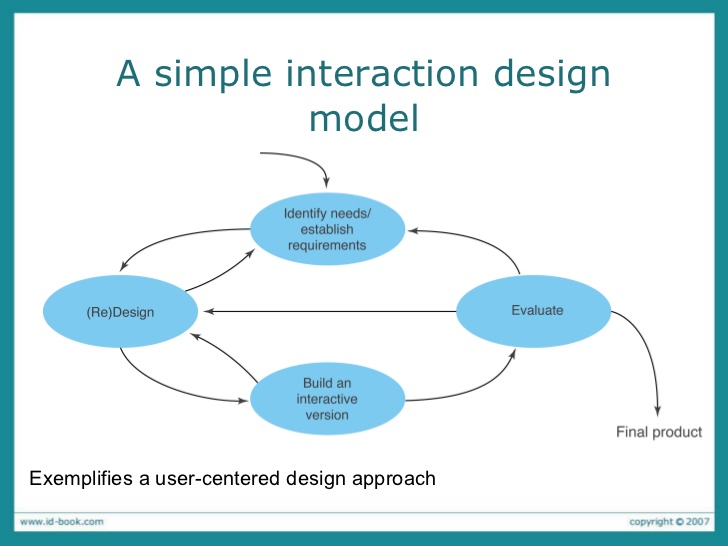 A simple interaction design
model
Identify needs/
establish
requirements
(Re)Design
Evaluate
Build an
interactive
version
Final product
Exemplifies a user-centered design approach
www.id-book.com
copyright © 2007